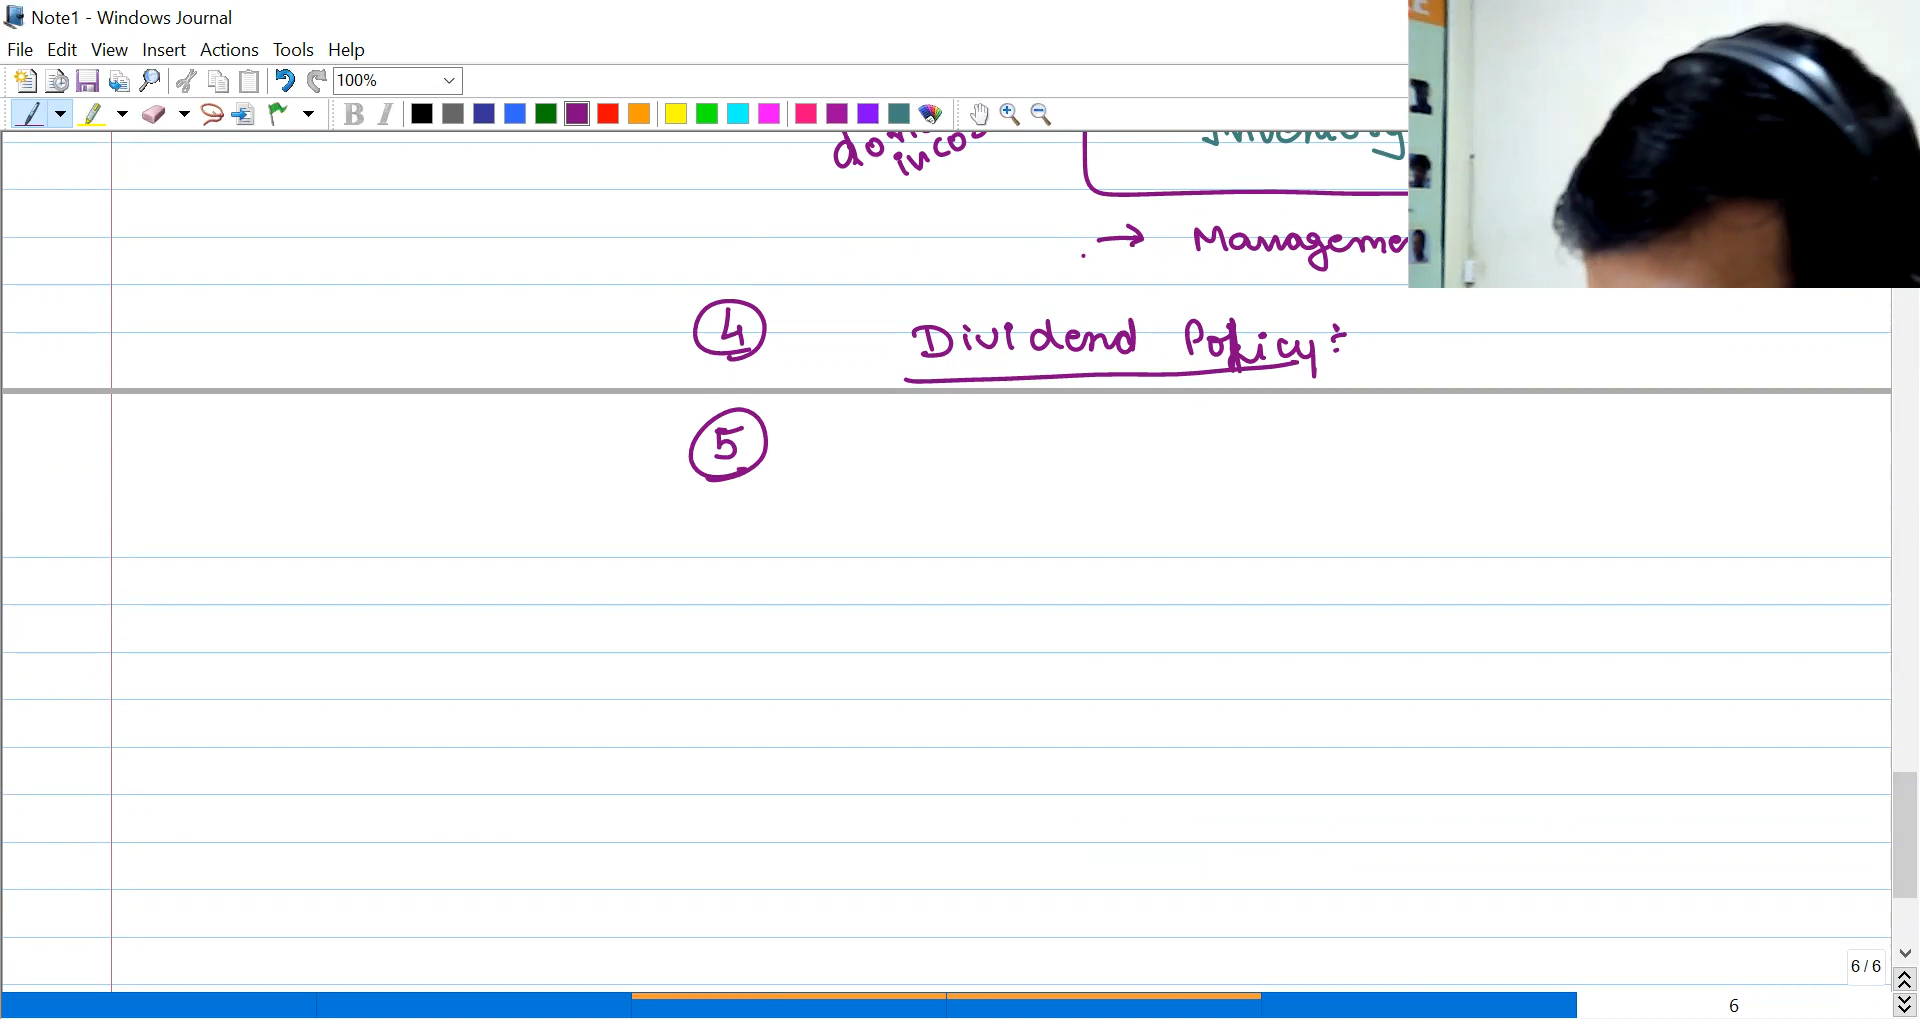 Note1 - Windows Journal
File Edit View Insert Actions Tools Help
100%
B I
→ Manageme
4 Dividend Policy:
5
6 / 6
6